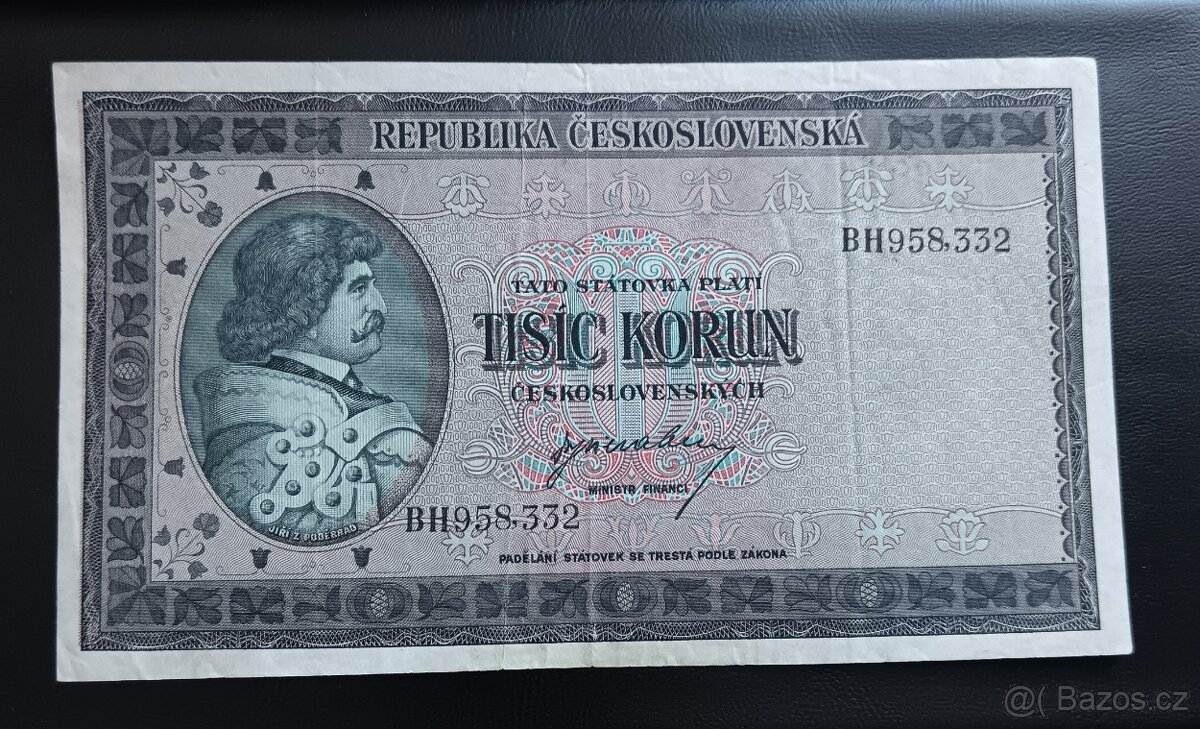 REPUBLIKA ČESKOSLOVENSKÁ
BH958,332
TATO STÁTOVKA PLATÍ
TISÍC KORUN
ČESKOSLOVENSKÝCH
MINISTR FINANCÍ
BH958,332
JIŘÍ Z PODĚBRAD
PADĚLÁNÍ STÁTOVEK SE TRESTÁ PODLE ZÁKONA
@( Bazos.cz